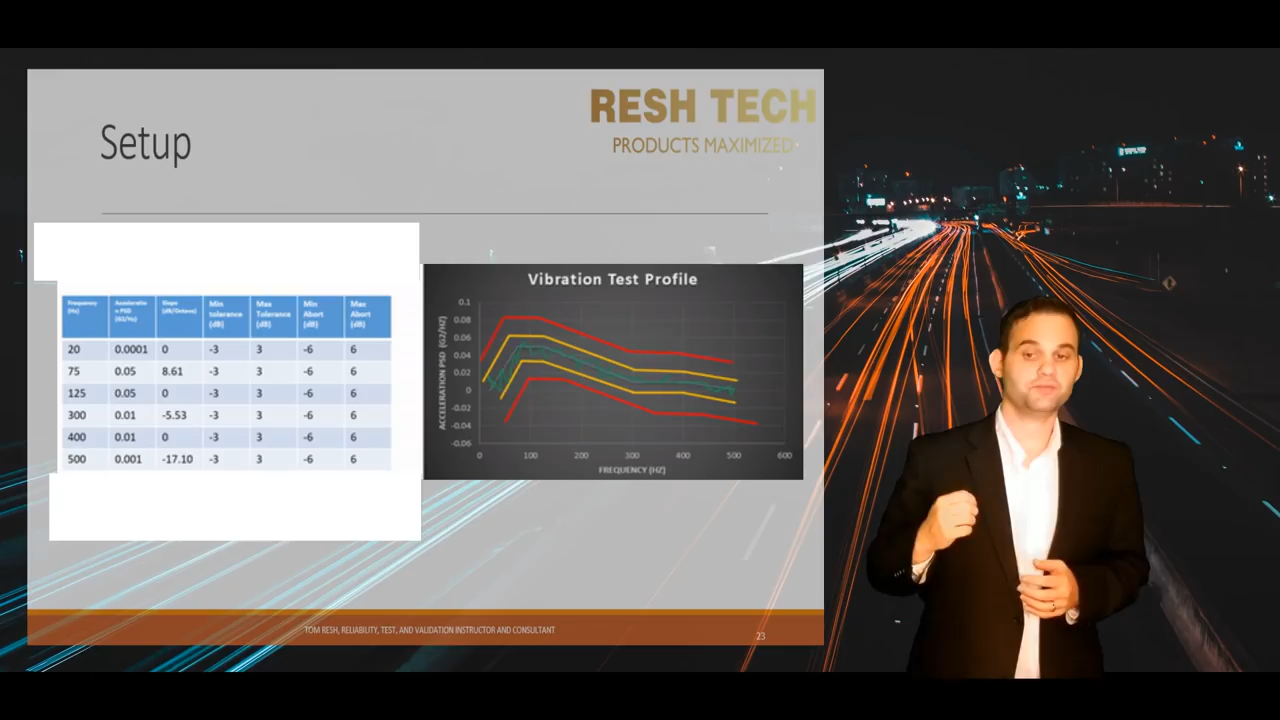 RESH TECH
PRODUCTS MAXIMIZED
Setup
Frequency (Hz) Acceleration PSD (G2/Hz) Slope (dB/Octave) Min tolerance (dB) Max Tolerance (dB) Min Abort (dB) Max Abort (dB)
20 0.0001 0 -3 3 -6 6
75 0.05 8.61 -3 3 -6 6
125 0.05 0 -3 3 -6 6
300 0.01 -5.53 -3 3 -6 6
400 0.01 0 -3 3 -6 6
500 0.001 -17.10 -3 3 -6 6
Vibration Test Profile
ACCELERATION PSD (G2/HZ)
0.1
0.08
0.06
0.04
0.02
0
-0.02
-0.04
-0.06
0 100 200 300 400 500 600
FREQUENCY (HZ)
TOM RESH, RELIABILITY, TEST, AND VALIDATION INSTRUCTOR AND CONSULTANT
23